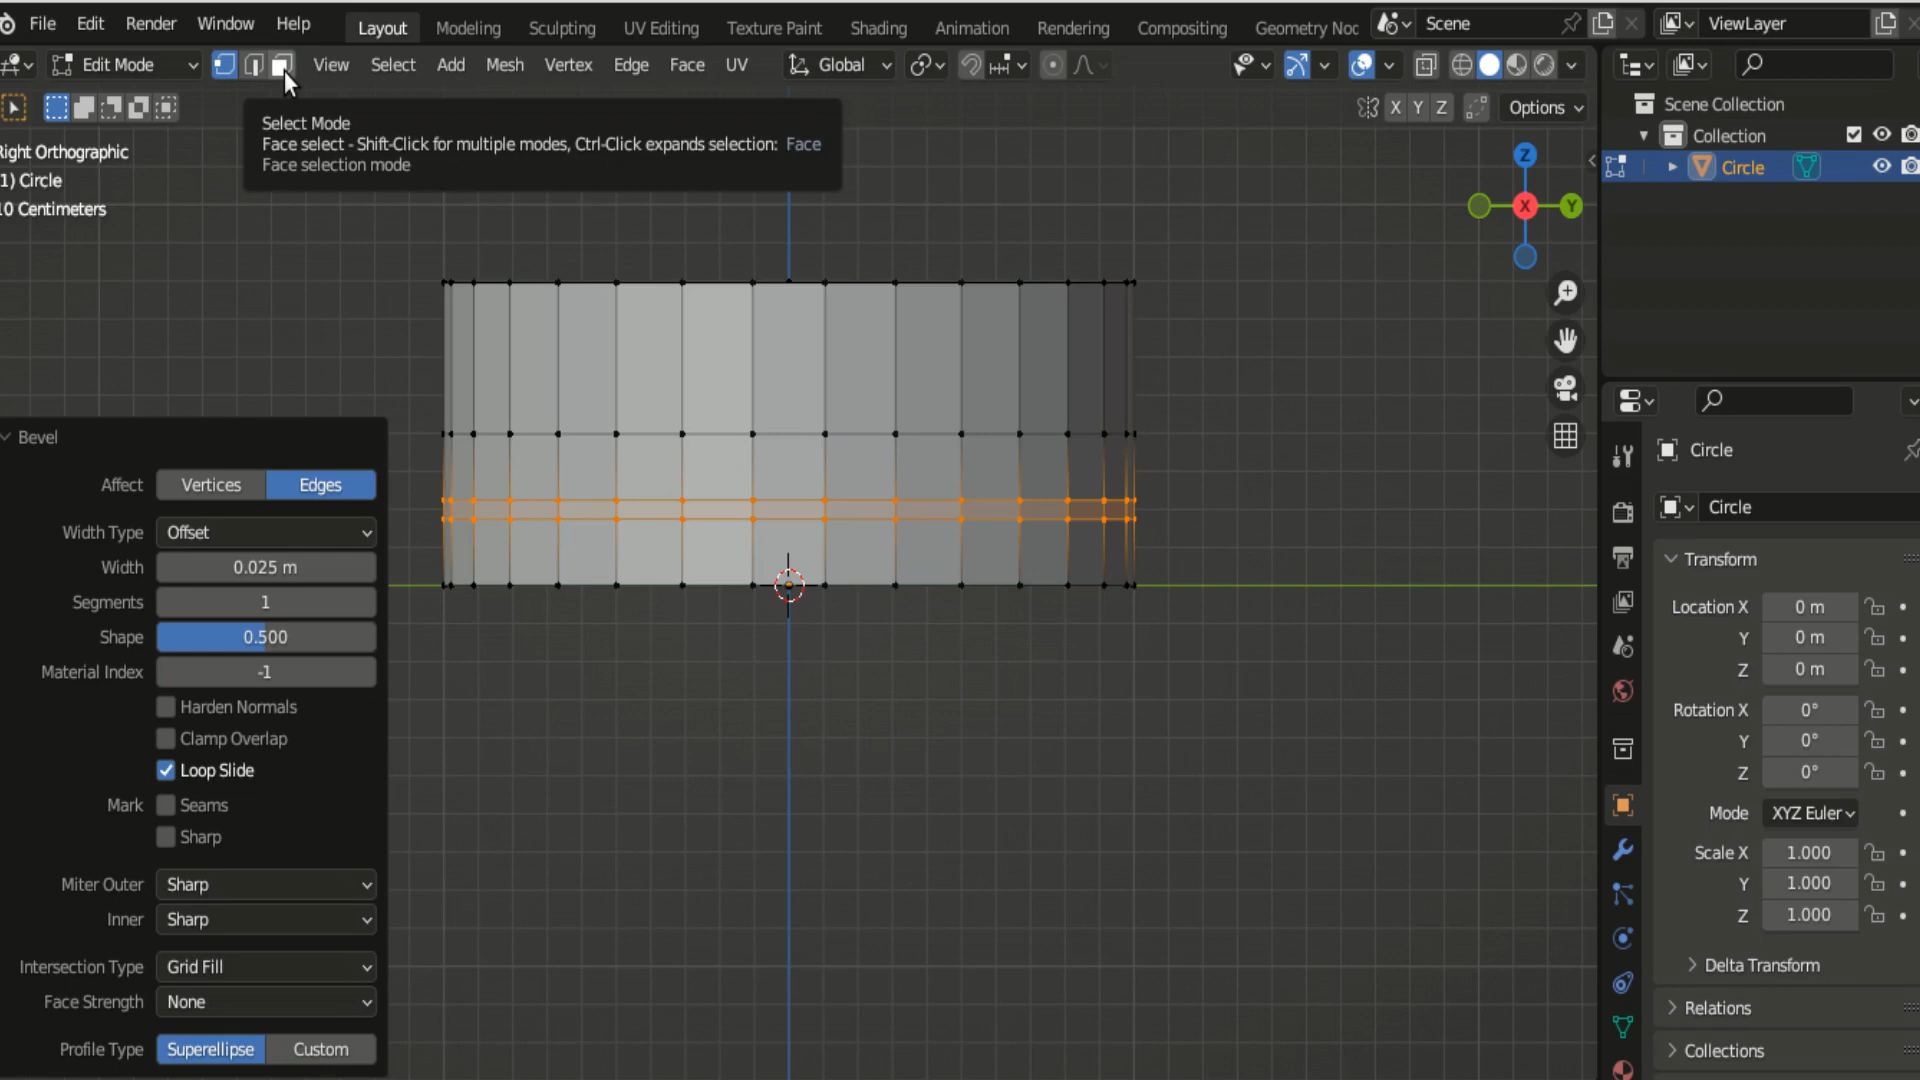 File Edit Render Window Help Layout Modeling Sculpting UV Editing Texture Paint Shading Animation Rendering Compositing Geometry Noc Scene ViewLayer
Edit Mode View Select Add Mesh Vertex Edge Face UV Global
X Y Z Options
Select Mode
Face select - Shift-Click for multiple modes, Ctrl-Click expands selection: Face
Face selection mode
Right Orthographic
1) Circle
10 Centimeters
Z
X
Y
Scene Collection
Collection
Circle
Bevel
Affect Vertices Edges
Width Type Offset
Width 0.025 m
Segments 1
Shape 0.500
Material Index -1
Harden Normals
Clamp Overlap
Loop Slide
Mark Seams
Sharp
Miter Outer Sharp
Inner Sharp
Intersection Type Grid Fill
Face Strength None
Profile Type Superellipse Custom
Circle
Circle
Transform
Location X 0 m
Y 0 m
Z 0 m
Rotation X 0°
Y 0°
Z 0°
Mode XYZ Euler
Scale X 1.000
Y 1.000
Z 1.000
Delta Transform
Relations
Collections